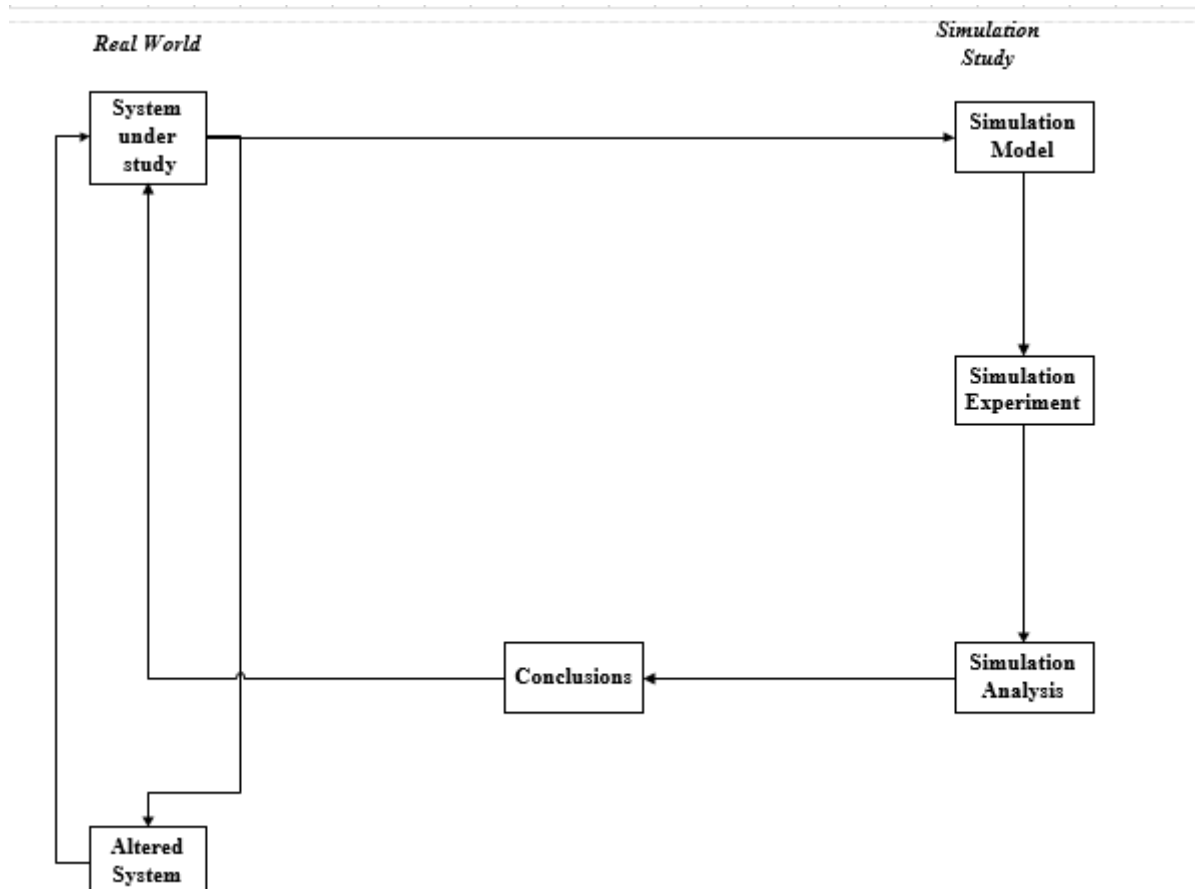 Real World
Simulation
Study
System
under
study
Simulation
Model
Simulation
Experiment
Conclusions
Simulation
Analysis
Altered
System